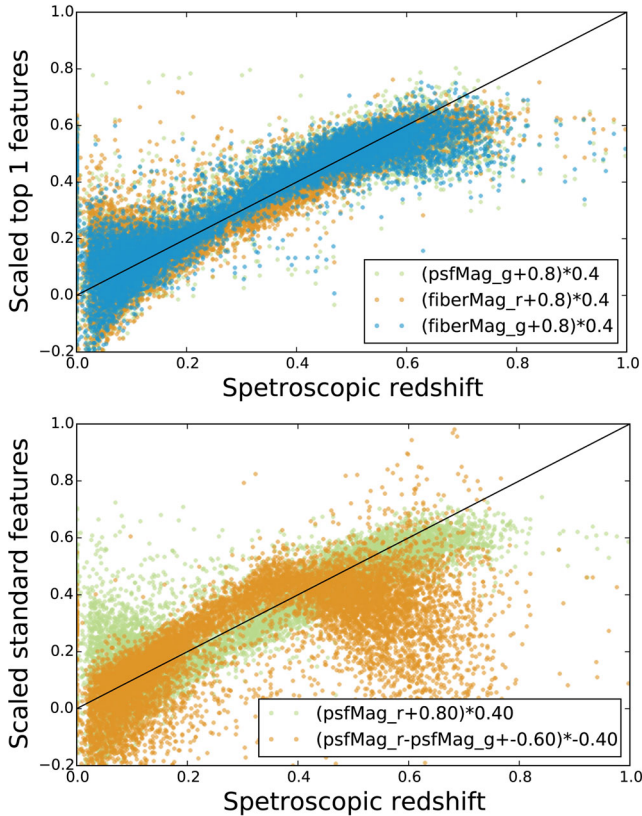 Scaled top 1 features
1.0
0.8
0.6
0.4
0.2
0.0
−0.2
(psfMag_g+0.8)*0.4
(fiberMag_r+0.8)*0.4
(fiberMag_g+0.8)*0.4
0.0 0.2 0.4 0.6 0.8 1.0
Spetroscopic redshift
Scaled standard features
1.0
0.8
0.6
0.4
0.2
0.0
−0.2
(psfMag_r+0.80)*0.40
(psfMag_r-psfMag_g+-0.60)*-0.40
0.0 0.2 0.4 0.6 0.8 1.0
Spetroscopic redshift